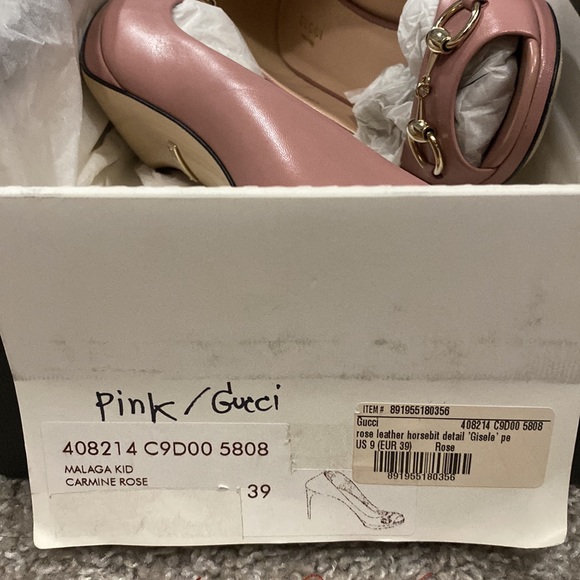 GUCCI
Pink / Gucci
408214 C9D00 5808
MALAGA KID
CARMINE ROSE
39
ITEM# 891955180356
Gucci 408214 C9D00 5808
rose leather horsebit detail 'Gisele' pe
US 9 (EUR 39) Rose
891955180356